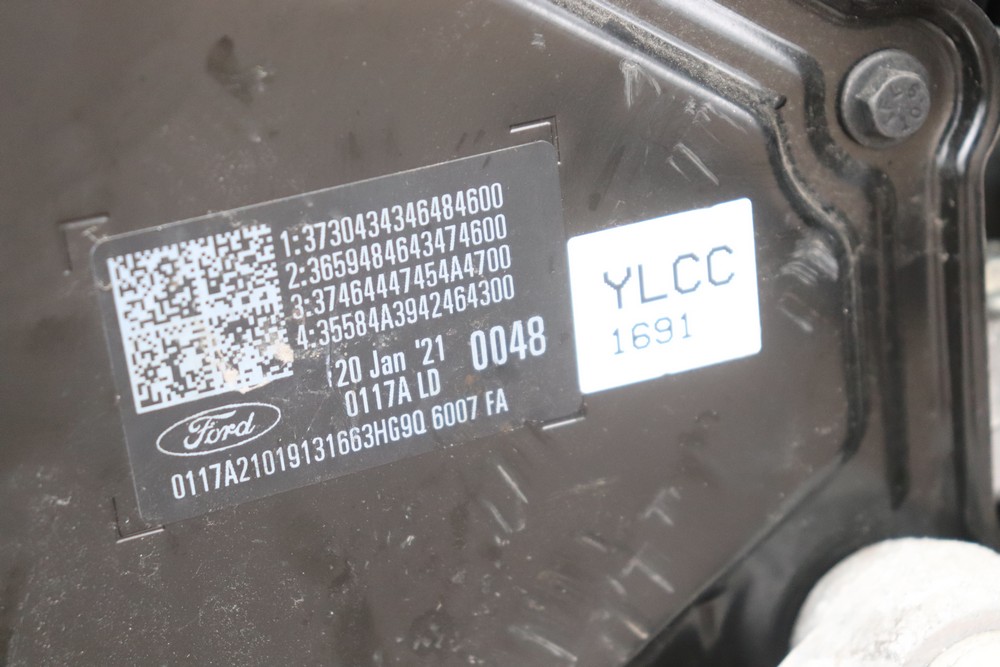 1:3730434346484600
2:3659484643474600
3:37464447454A4700
4:35584A3942464300
20 Jan '21 0048
0117A LD
Ford
0117A21019131663HG9Q 6007 FA
YLCC
1691